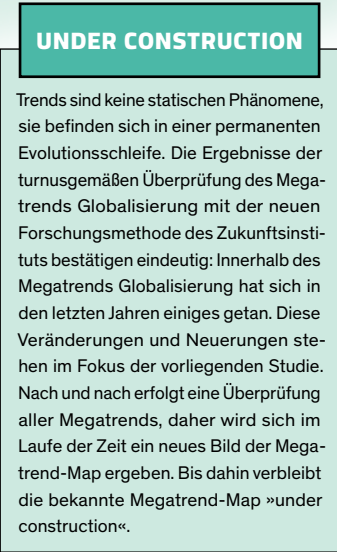 UNDER CONSTRUCTION
Trends sind keine statischen Phänomene,
sie befinden sich in einer permanenten
Evolutionsschleife. Die Ergebnisse der
turnusgemäßen Überprüfung des Mega-
trends Globalisierung mit der neuen
Forschungsmethode des Zukunftsinsti-
tuts bestätigen eindeutig: Innerhalb des
Megatrends Globalisierung hat sich in
den letzten Jahren einiges getan. Diese
Veränderungen und Neuerungen ste-
hen im Fokus der vorliegenden Studie.
Nach und nach erfolgt eine Überprüfung
aller Megatrends, daher wird sich im
Laufe der Zeit ein neues Bild der Mega-
trend-Map ergeben. Bis dahin verbleibt
die bekannte Megatrend-Map »under
construction«.